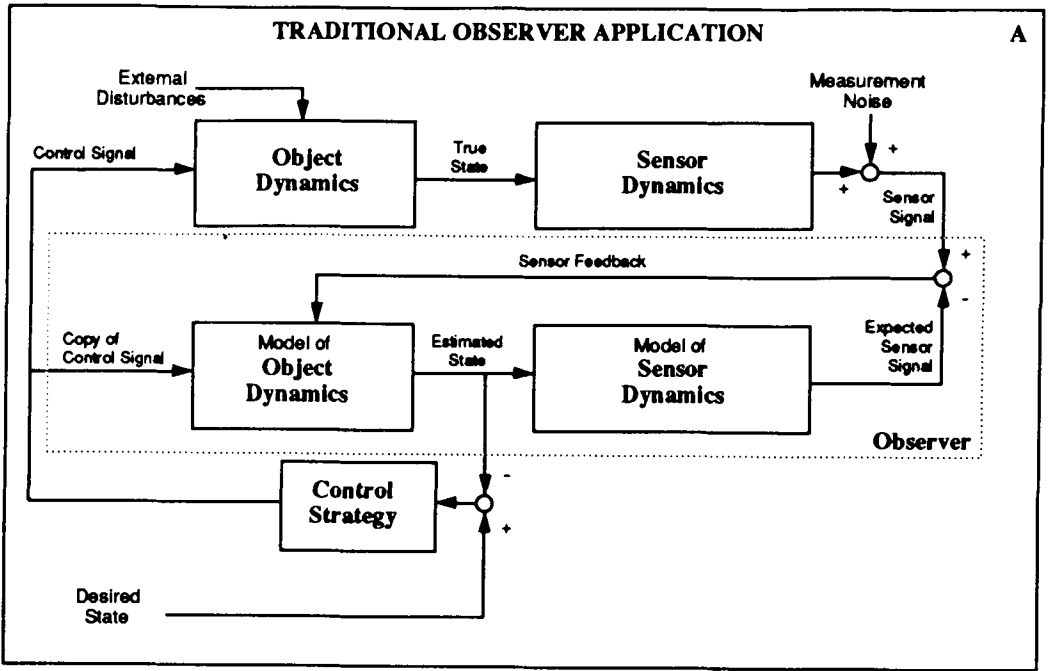 TRADITIONAL OBSERVER APPLICATION
A
External
Disturbances
Measurement
Noise
Control Signal
Object
Dynamics
True
State
Sensor
Dynamics
+
+
Sensor
Signal
+
Sensor Feedback
-
Copy of
Control Signal
Model of
Object
Dynamics
Estimated
State
Model of
Sensor
Dynamics
Expected
Sensor
Signal
Observer
-
Control
Strategy
+
Desired
State